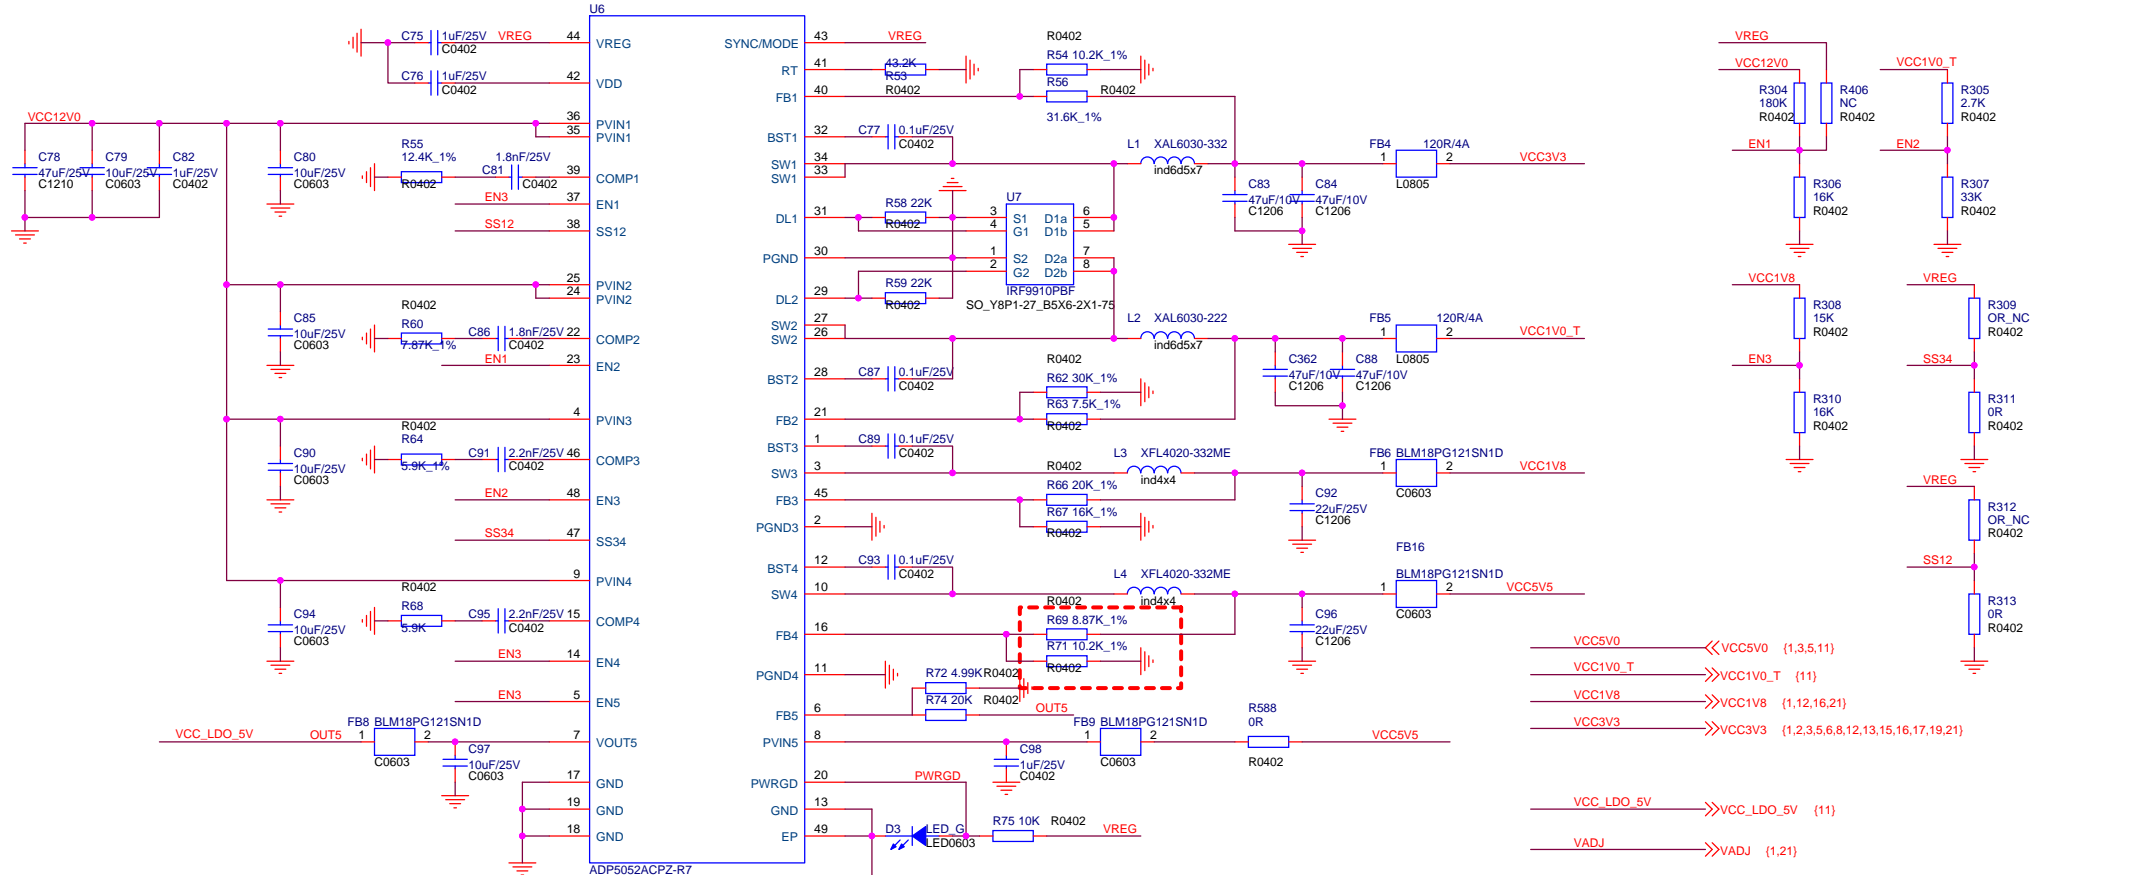 U6
C75 1uF/25V VREG 44 VREG
C0402
C76 1uF/25V 42 VDD
C0402
VCC12V0
36 PVIN1
35 PVIN1
C78
47uF/25V
C1210
C79
10uF/25V
C0603
C82
1uF/25V
C0402
C80
10uF/25V
C0603
R55
12.4K_1%
R0402
1.8nF/25V
C81
C0402
39 COMP1
EN3 37 EN1
SS12 38 SS12
25 PVIN2
24 PVIN2
C85
10uF/25V
C0603
R0402
R60
7.87K_1%
C86 1.8nF/25V
C0402
22 COMP2
EN1 23 EN2
4 PVIN3
C90
10uF/25V
C0603
R0402
R64
5.9K_1%
C91 2.2nF/25V
C0402
46 COMP3
EN2 48 EN3
SS34 47 SS34
9 PVIN4
C94
10uF/25V
C0603
R0402
R68
5.9K
C95 2.2nF/25V
C0402
15 COMP4
EN3 14 EN4
EN3 5 EN5
VCC_LDO_5V OUT5 1
FB8 BLM18PG121SN1D
2
C0603
7 VOUT5
C97
10uF/25V
C0603
17 GND
19 GND
18 GND
ADP5052ACPZ-R7
SYNC/MODE 43 VREG
RT 41 43.2K
R53
R0402
FB1 40
R0402
R54 10.2K_1%
R56
R0402
31.6K_1%
BST1 32 C77 0.1uF/25V
C0402
SW1 34
SW1 33
L1 XAL6030-332
ind6d5x7
FB4 120R/4A
1 2 VCC3V3
L0805
C83
47uF/10V
C1206
C84
47uF/10V
C1206
DL1 31 R58 22K
R0402
PGND 30
DL2 29 R59 22K
R0402
U7
3 S1 D1a 6
4 G1 D1b 5
1 S2 D2a 7
2 G2 D2b 8
IRF9910PBF
SO_Y8P1-27_B5X6-2X1-75
SW2 27
SW2 26
L2 XAL6030-222
ind6d5x7
FB5 120R/4A
1 2 VCC1V0_T
L0805
C362
47uF/10V
C1206
C88
47uF/10V
C1206
BST2 28 C87 0.1uF/25V
C0402
R0402
R62 30K_1%
FB2 21 R63 7.5K_1%
R0402
BST3 1 C89 0.1uF/25V
C0402
SW3 3
L3 XFL4020-332ME
ind4x4
FB6 BLM18PG121SN1D
1 2 VCC1V8
C0603
R0402
FB3 45 R66 20K_1%
R67 16K_1%
R0402
C92
22uF/25V
C1206
PGND3 2
BST4 12 C93 0.1uF/25V
C0402
SW4 10
L4 XFL4020-332ME
ind4x4
FB16
BLM18PG121SN1D
1 2 VCC5V5
C0603
R0402
FB4 16 R69 8.87K_1%
R71 10.2K_1%
R0402
C96
22uF/25V
C1206
PGND4 11
R72 4.99K R0402
FB5 6 R74 20K R0402
OUT5
PVIN5 8
C98
1uF/25V
C0402
FB9 BLM18PG121SN1D
1 2
C0603
R588
0R
R0402
VCC5V5
PWRGD 20 PWRGD
GND 13
EP 49
D3 LED_G
LED0603
R75 10K R0402 VREG
VREG
VCC12V0
R304
180K
R0402
R406
NC
R0402
EN1
R306
16K
R0402
VCC1V0_T
R305
2.7K
R0402
EN2
R307
33K
R0402
VCC1V8
R308
15K
R0402
EN3
R310
16K
R0402
VREG
R309
OR_NC
R0402
SS34
R311
0R
R0402
VREG
R312
OR_NC
R0402
SS12
R313
0R
R0402
VCC5V0 VCC5V0 {1,3,5,11}
VCC1V0_T VCC1V0_T {11}
VCC1V8 VCC1V8 {1,12,16,21}
VCC3V3 VCC3V3 {1,2,3,5,6,8,12,13,15,16,17,19,21}
VCC_LDO_5V VCC_LDO_5V {11}
VADJ VADJ {1,21}